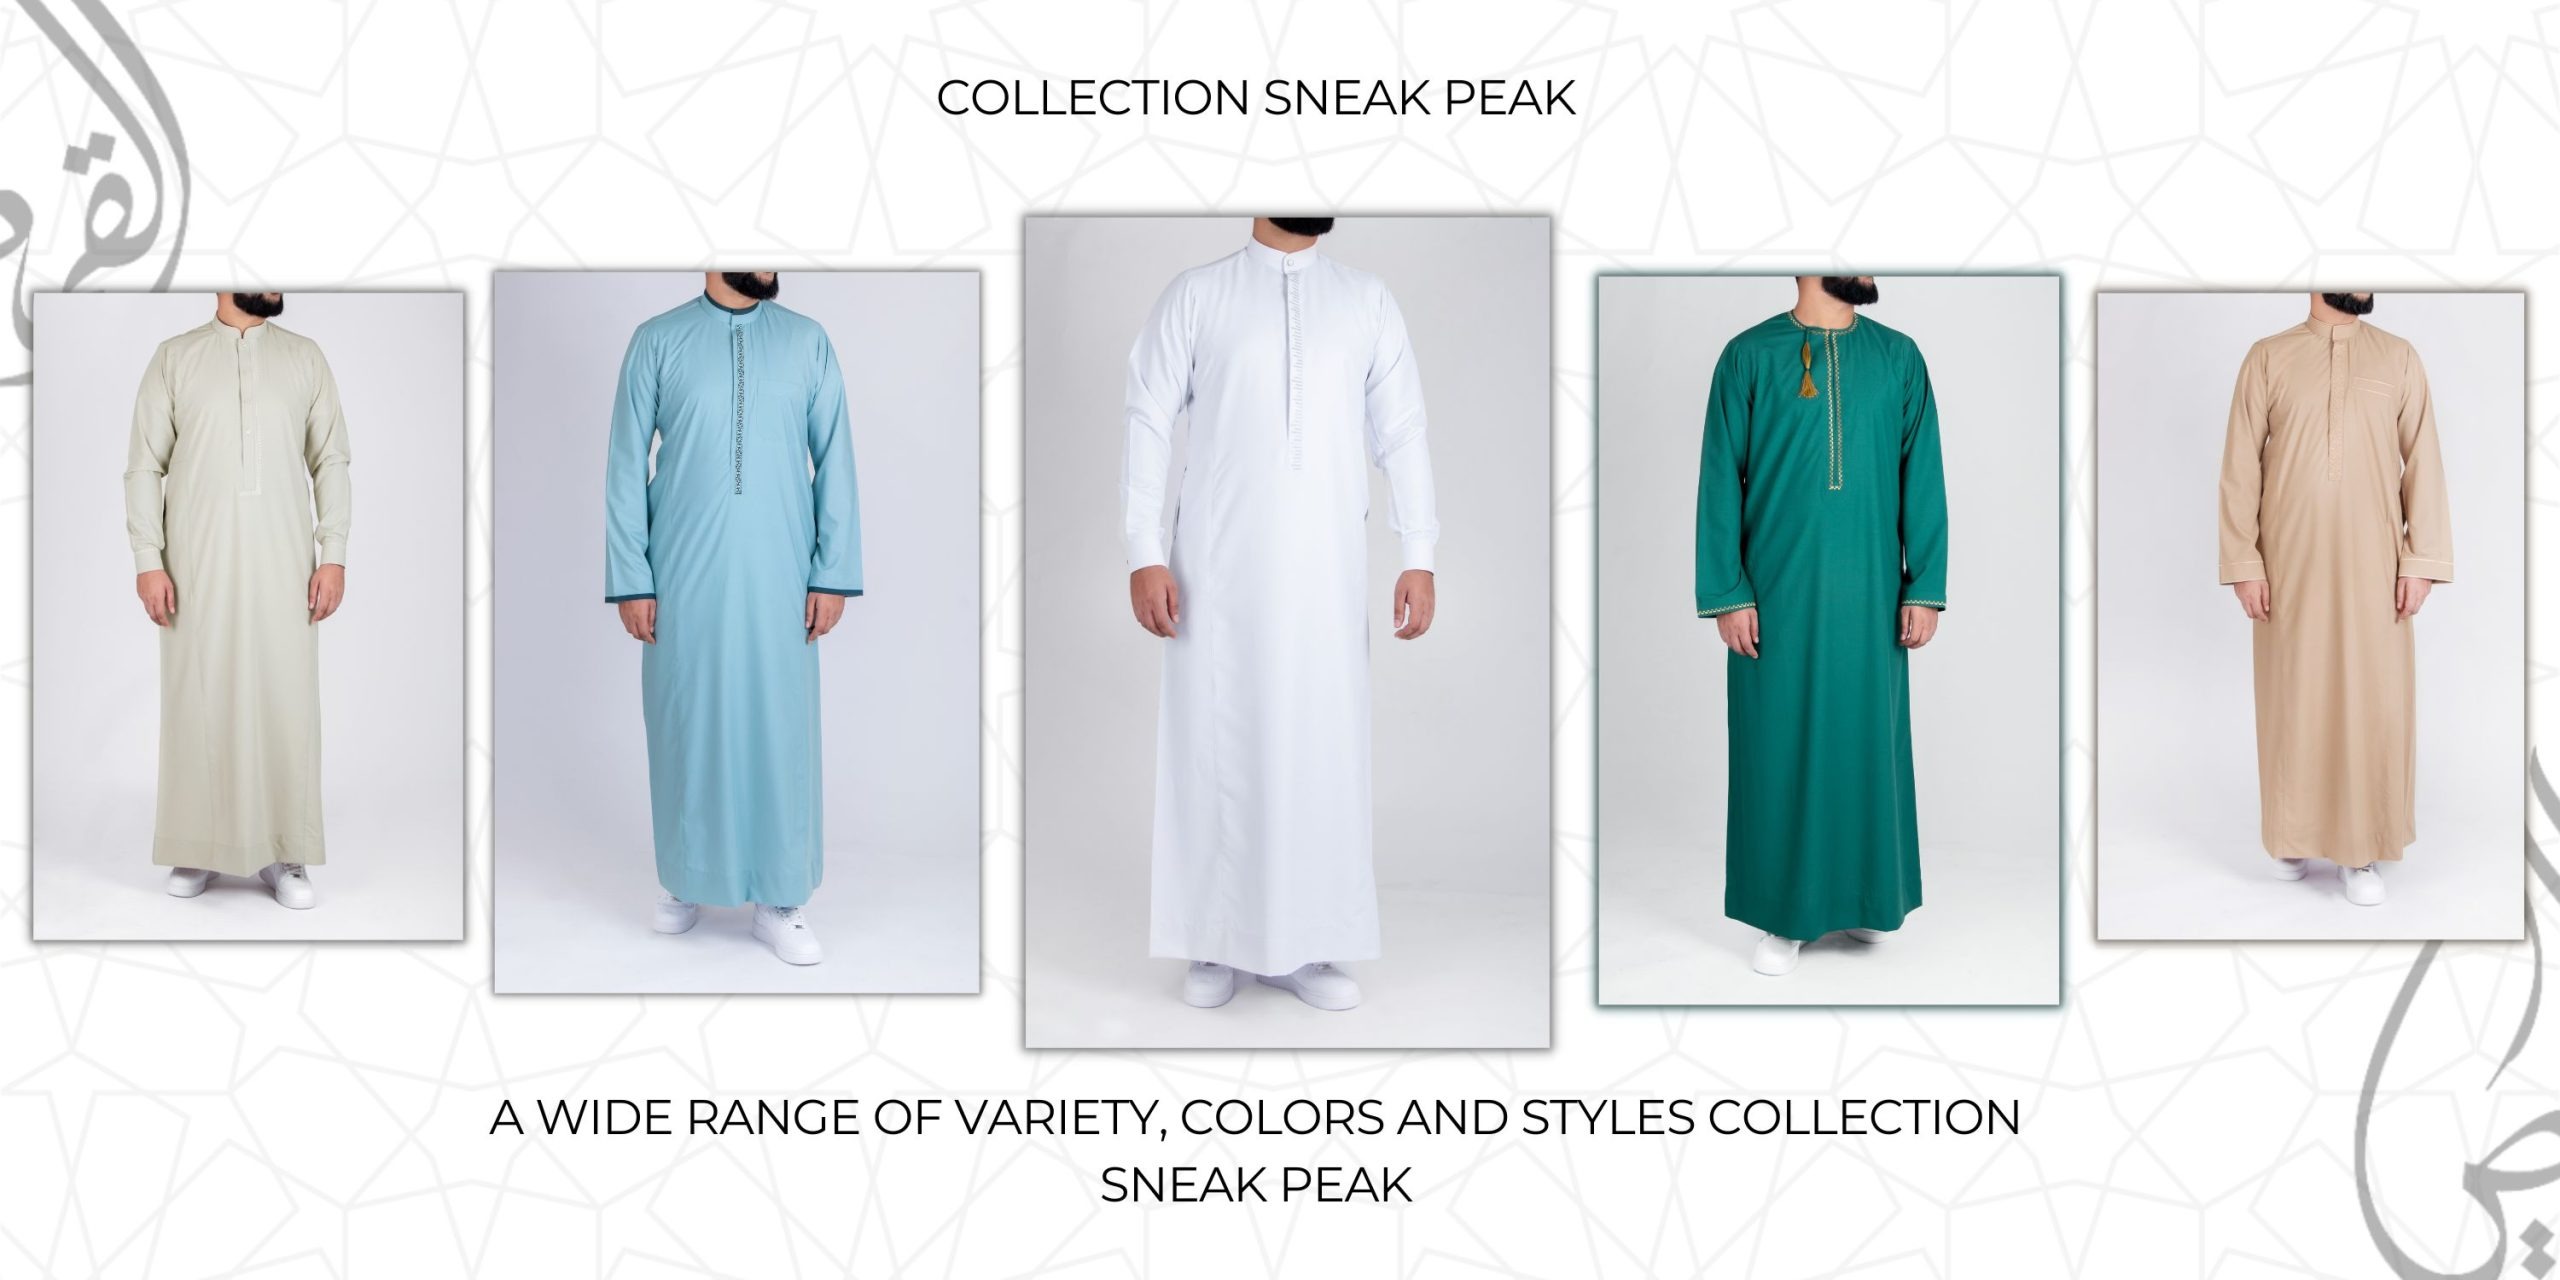 COLLECTION SNEAK PEAK
A WIDE RANGE OF VARIETY, COLORS AND STYLES COLLECTION
SNEAK PEAK